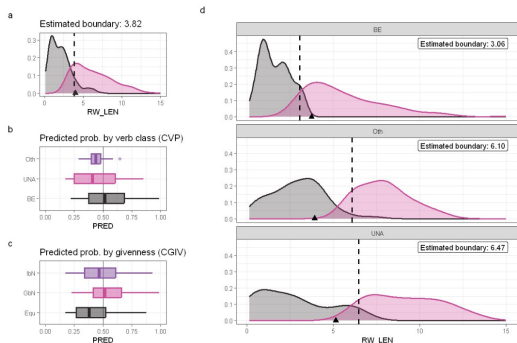 a
Estimated boundary: 3.82
0.3
0.2
0.1
0.0
0 5 10 15
RW_LEN
b
Predicted prob. by verb class (CVP)
Oth
UNA
BE
0.00 0.25 0.50 0.75 1.00
PRED
c
Predicted prob. by givenness (CGIV)
GbN
Equ
0.00 0.25 0.50 0.75 1.00
PRED
d
BE
Estimated boundary: 3.06
0.4
0.3
0.2
0.1
0.0
Oth
Estimated boundary: 6.10
0.4
0.3
0.2
0.1
0.0
UNA
Estimated boundary: 6.47
0.4
0.3
0.2
0.1
0.0
0 5 10 15
RW_LEN